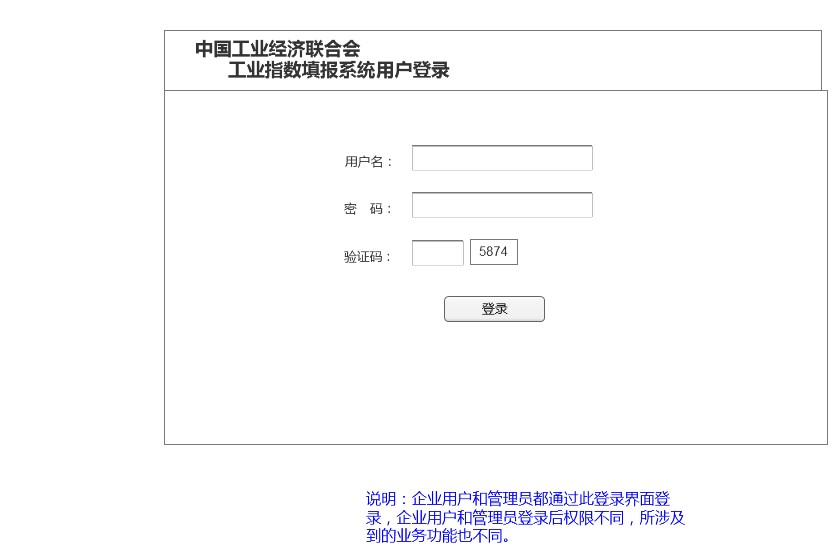 中国工业经济联合会
工业指数填报系统用户登录
用户名：
密　码：
验证码：
5874
登录
说明：企业用户和管理员都通过此登录界面登
录，企业用户和管理员登录后权限不同，所涉及
到的业务功能也不同。